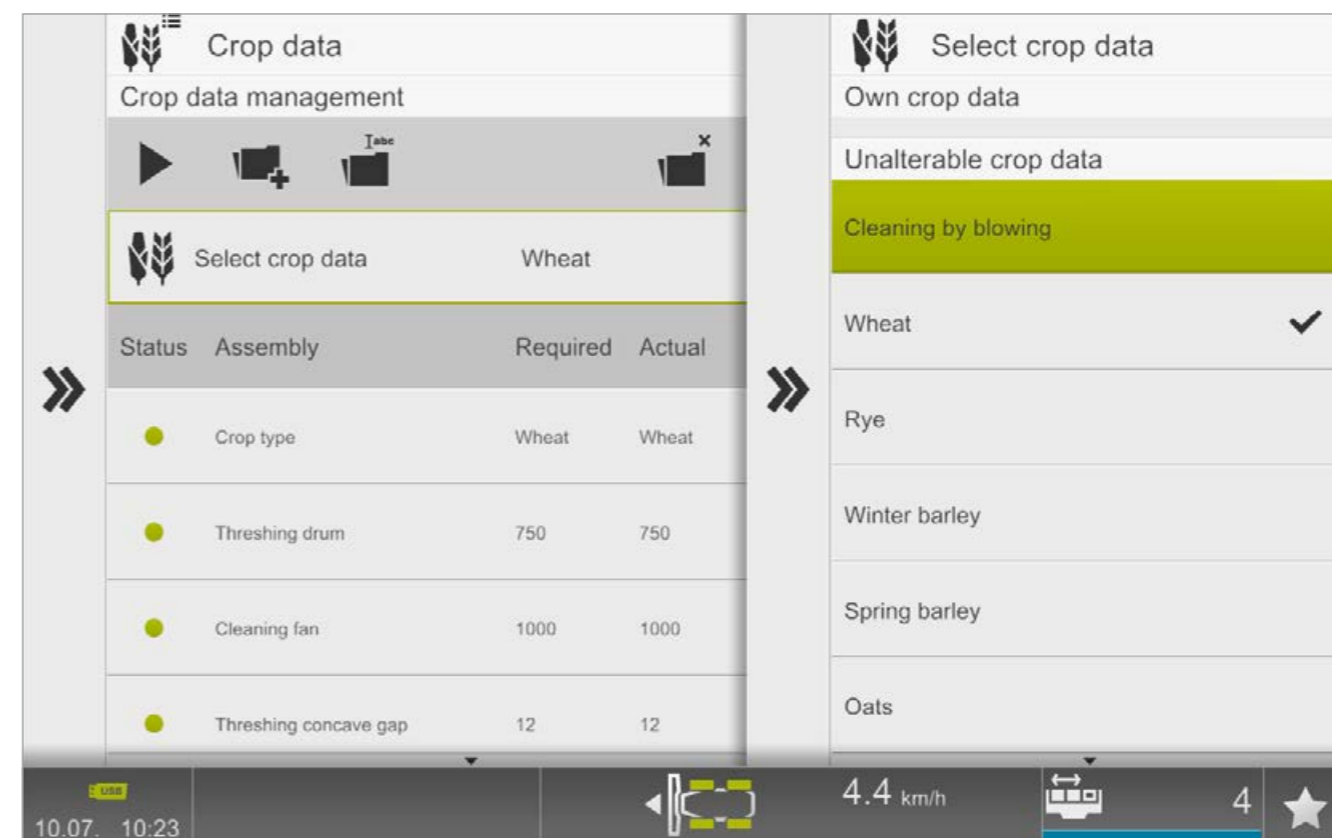 Crop data
Crop data management
Iabc
Select crop data Wheat
Status Assembly Required Actual
Crop type Wheat Wheat
Threshing drum 750 750
Cleaning fan 1000 1000
Threshing concave gap 12 12
Select crop data
Own crop data
Unalterable crop data
Cleaning by blowing
Wheat
Rye
Winter barley
Spring barley
Oats
USB
10.07. 10:23
4.4 km/h
4